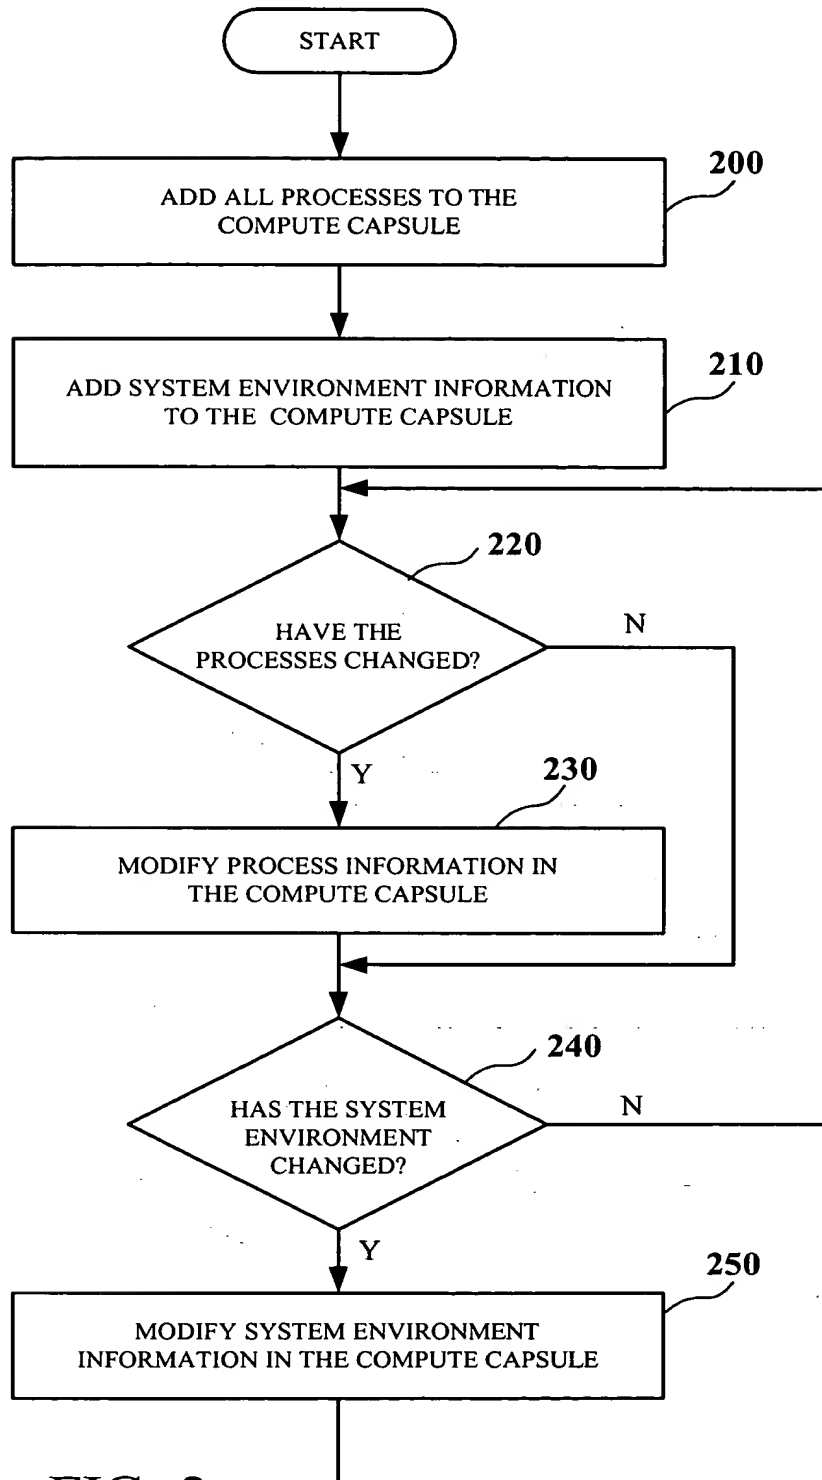 START
200
ADD ALL PROCESSES TO THE
COMPUTE CAPSULE
210
ADD SYSTEM ENVIRONMENT INFORMATION
TO THE COMPUTE CAPSULE
220
HAVE THE
PROCESSES CHANGED?
N
Y
230
MODIFY PROCESS INFORMATION IN
THE COMPUTE CAPSULE
240
HAS THE SYSTEM
ENVIRONMENT
CHANGED?
N
Y
250
MODIFY SYSTEM ENVIRONMENT
INFORMATION IN THE COMPUTE CAPSULE